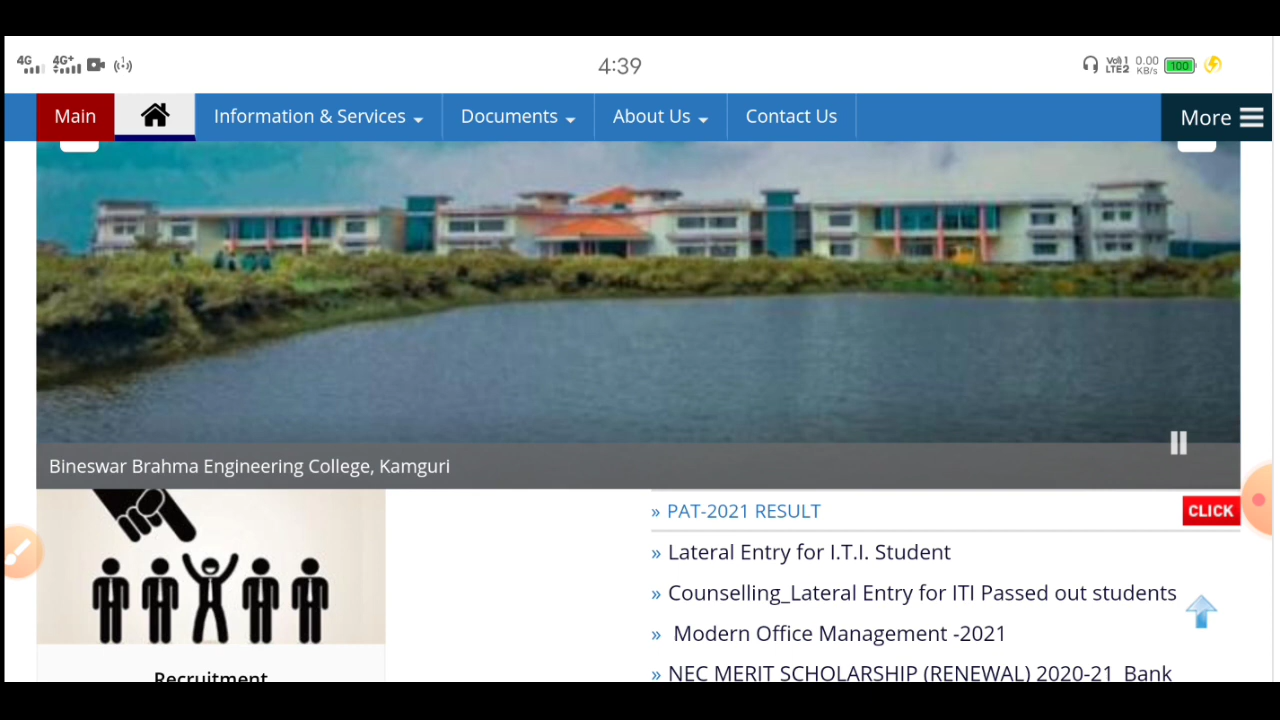 4G 4G+ 4:39 Vo) 1 LTE2 0.00 KB/s 100
Main Information & Services Documents About Us Contact Us More
Bineswar Brahma Engineering College, Kamguri
» PAT-2021 RESULT CLICK
» Lateral Entry for I.T.I. Student
» Counselling_Lateral Entry for ITI Passed out students
» Modern Office Management -2021
» NEC MERIT SCHOLARSHIP (RENEWAL) 2020-21 Bank
Recruitment